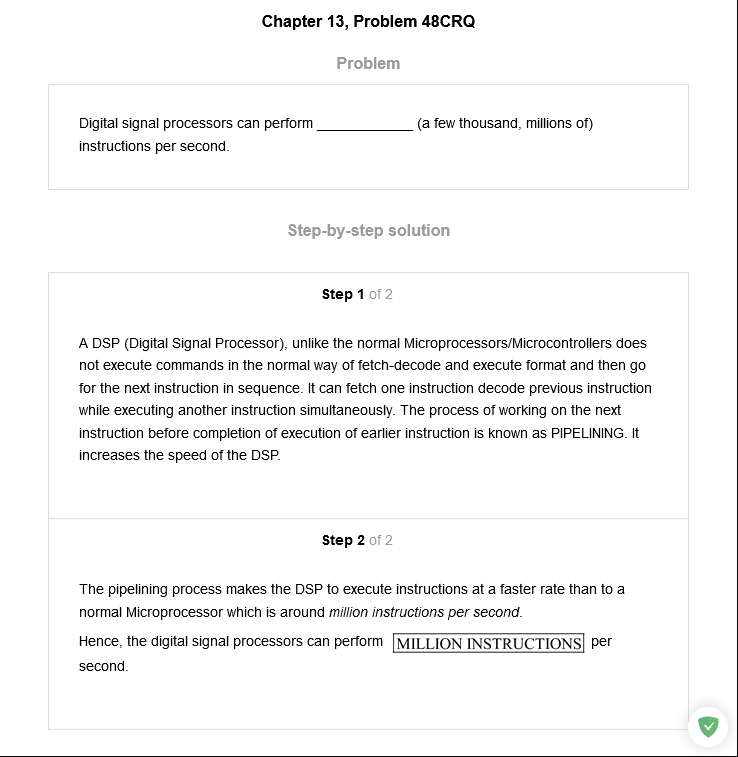 Chapter 13, Problem 48CRQ
Problem
Digital signal processors can perform _____________ (a few thousand, millions of)
instructions per second.
Step-by-step solution
Step 1 of 2
A DSP (Digital Signal Processor), unlike the normal Microprocessors/Microcontrollers does
not execute commands in the normal way of fetch-decode and execute format and then go
for the next instruction in sequence. It can fetch one instruction decode previous instruction
while executing another instruction simultaneously. The process of working on the next
instruction before completion of execution of earlier instruction is known as PIPELINING. It
increases the speed of the DSP.
Step 2 of 2
The pipelining process makes the DSP to execute instructions at a faster rate than to a
normal Microprocessor which is around million instructions per second.
Hence, the digital signal processors can perform MILLION INSTRUCTIONS per
second.